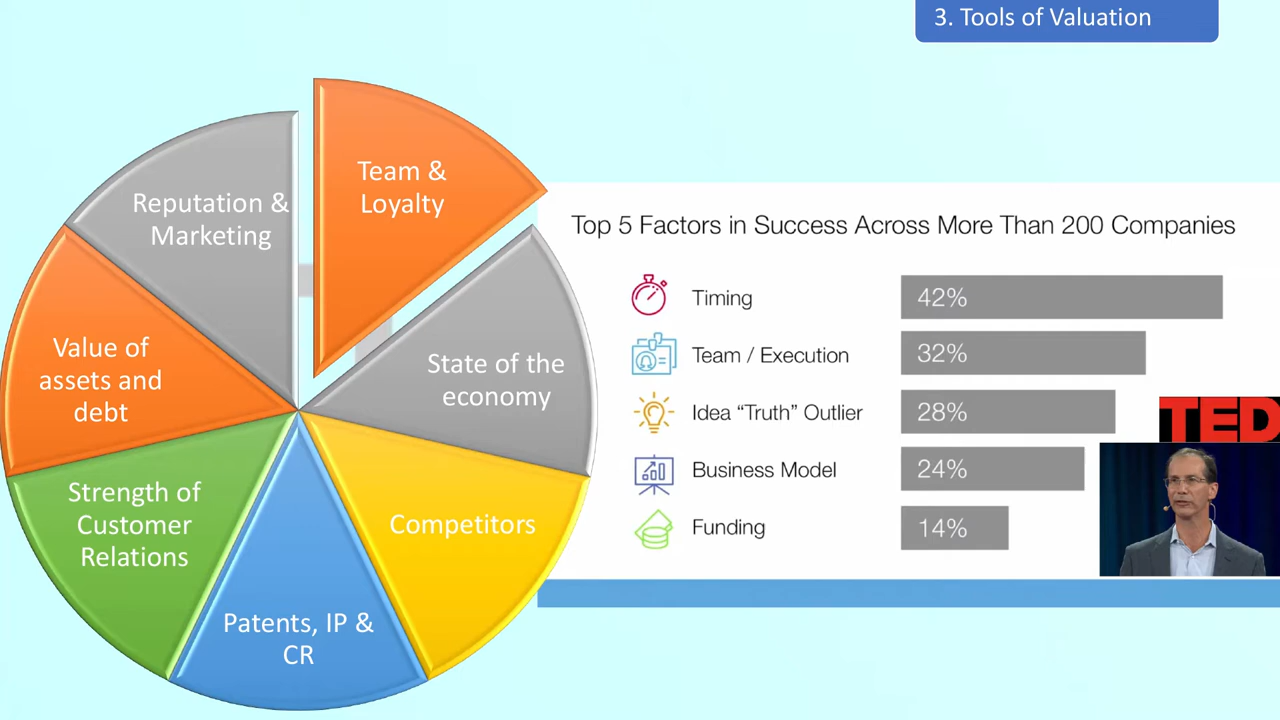 3. Tools of Valuation
Team &
Loyalty
Reputation &
Marketing
State of the
economy
Value of
assets and
debt
Strength of
Customer
Relations
Competitors
Patents, IP &
CR
Top 5 Factors in Success Across More Than 200 Companies
Timing 42%
Team / Execution 32%
Idea “Truth” Outlier 28%
Business Model 24%
Funding 14%
TED